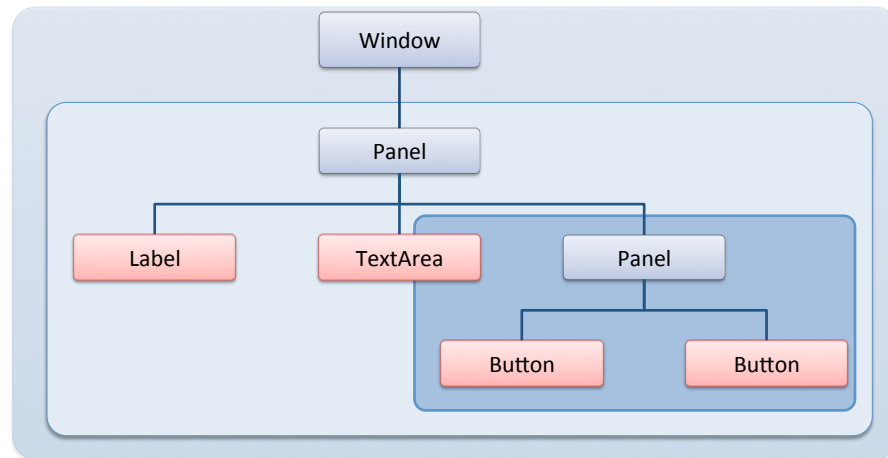 Window
Panel
Label
TextArea
Panel
Button
Button